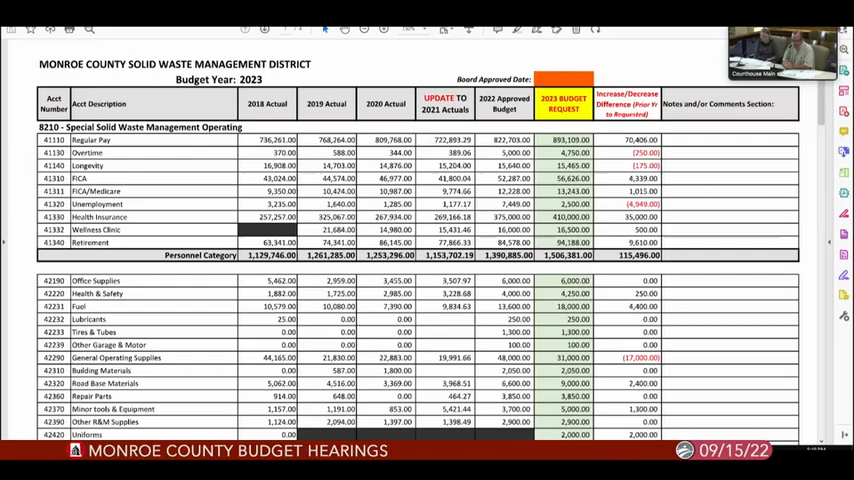 Courthouse Main
MONROE COUNTY SOLID WASTE MANAGEMENT DISTRICT
Budget Year: 2023 Board Approved Date:
Acct Number Acct Description 2018 Actual 2019 Actual 2020 Actual UPDATE TO 2021 Actuals 2022 Approved Budget 2023 BUDGET REQUEST Increase/Decrease Difference (Prior Yr to Requested) Notes and/or Comments Section:
8210 - Special Solid Waste Management Operating
41110 Regular Pay 736,261.00 768,264.00 809,768.00 722,893.29 822,703.00 893,109.00 70,406.00
41130 Overtime 370.00 588.00 344.00 389.06 5,000.00 4,750.00 (250.00)
41140 Longevity 16,908.00 14,703.00 14,876.00 15,204.00 15,640.00 15,465.00 (175.00)
41310 FICA 43,024.00 44,574.00 46,977.00 41,800.04 52,287.00 56,626.00 4,339.00
41311 FICA/Medicare 9,350.00 10,424.00 10,987.00 9,774.66 12,228.00 13,243.00 1,015.00
41320 Unemployment 3,235.00 1,640.00 1,285.00 1,177.17 7,449.00 2,500.00 (4,949.00)
41330 Health Insurance 257,257.00 325,067.00 267,934.00 269,166.18 375,000.00 410,000.00 35,000.00
41332 Wellness Clinic 21,684.00 14,980.00 15,431.46 16,000.00 16,500.00 500.00
41340 Retirement 63,341.00 74,341.00 86,145.00 77,866.33 84,578.00 94,188.00 9,610.00
Personnel Category 1,129,746.00 1,261,285.00 1,253,296.00 1,153,702.19 1,390,885.00 1,506,381.00 115,496.00
42190 Office Supplies 5,462.00 2,959.00 3,455.00 3,507.97 6,000.00 6,000.00 0.00
42220 Health & Safety 1,882.00 1,725.00 2,985.00 3,228.68 4,000.00 4,250.00 250.00
42231 Fuel 10,579.00 10,080.00 7,390.00 9,834.63 13,600.00 18,000.00 4,400.00
42232 Lubricants 25.00 0.00 0.00 250.00 250.00 0.00
42233 Tires & Tubes 0.00 0.00 0.00 1,300.00 1,300.00 0.00
42239 Other Garage & Motor 0.00 0.00 0.00 100.00 100.00 0.00
42290 General Operating Supplies 44,165.00 21,830.00 22,883.00 19,991.66 48,000.00 31,000.00 (17,000.00)
42310 Building Materials 0.00 587.00 1,800.00 2,050.00 2,050.00 0.00
42320 Road Base Materials 5,062.00 4,516.00 3,369.00 3,968.51 6,600.00 9,000.00 2,400.00
42360 Repair Parts 914.00 648.00 0.00 464.27 3,850.00 3,850.00 0.00
42370 Minor tools & Equipment 1,157.00 1,191.00 853.00 5,421.44 3,700.00 5,000.00 1,300.00
42390 Other R&M Supplies 1,124.00 2,094.00 1,397.00 1,398.49 2,900.00 2,900.00 0.00
42420 Uniforms 0.00 2,000.00 2,000.00
MONROE COUNTY BUDGET HEARINGS 09/15/22